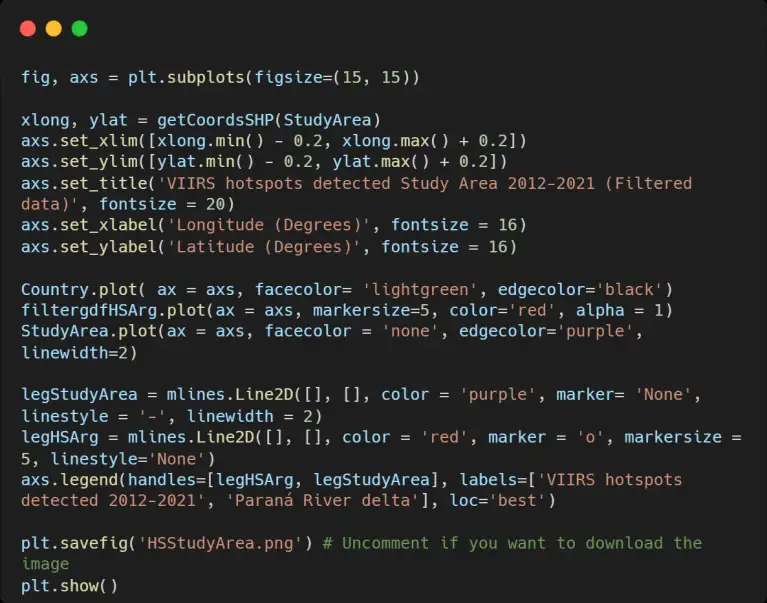 fig, axs = plt.subplots(figsize=(15, 15))
xlong, ylat = getCoordsSHP(StudyArea)
axs.set_xlim([xlong.min() - 0.2, xlong.max() + 0.2])
axs.set_ylim([ylat.min() - 0.2, ylat.max() + 0.2])
axs.set_title('VIIRS hotspots detected Study Area 2012-2021 (Filtered
data)', fontsize = 20)
axs.set_xlabel('Longitude (Degrees)', fontsize = 16)
axs.set_ylabel('Latitude (Degrees)', fontsize = 16)
Country.plot( ax = axs, facecolor= 'lightgreen', edgecolor='black')
filtergdfHSArg.plot(ax = axs, markersize=5, color='red', alpha = 1)
StudyArea.plot(ax = axs, facecolor = 'none', edgecolor='purple',
linewidth=2)
legStudyArea = mlines.Line2D([], [], color = 'purple', marker= 'None',
linestyle = '-', linewidth = 2)
legHSArg = mlines.Line2D([], [], color = 'red', marker = 'o', markersize =
5, linestyle='None')
axs.legend(handles=[legHSArg, legStudyArea], labels=['VIIRS hotspots
detected 2012-2021', 'Paraná River delta'], loc='best')
plt.savefig('HSStudyArea.png') # Uncomment if you want to download the
image
plt.show()